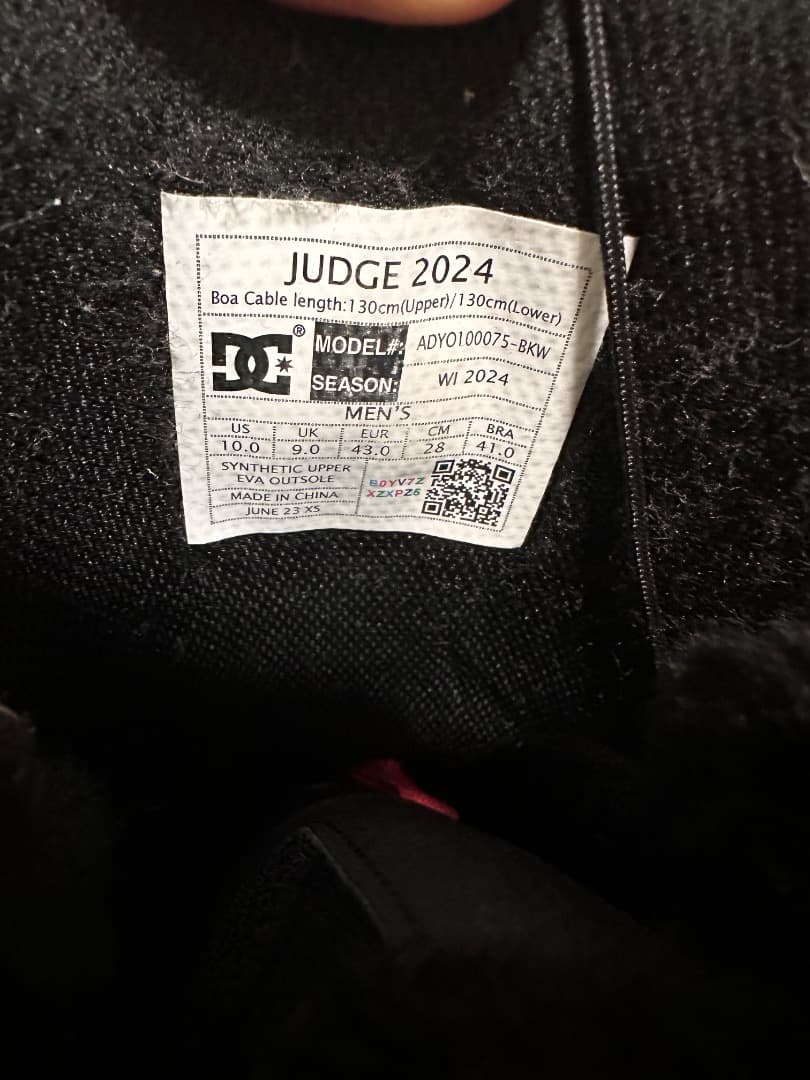 JUDGE 2024
Boa Cable length:130cm(Upper)/130cm(Lower)
DC ®
MODEL#: ADYO100075-BKW
SEASON: WI 2024
MEN'S
US UK EUR CM BRA
10.0 9.0 43.0 28 41.0
SYNTHETIC UPPER
EVA OUTSOLE
MADE IN CHINA
JUNE 23 XS
B0YV7Z
XZXPZ6